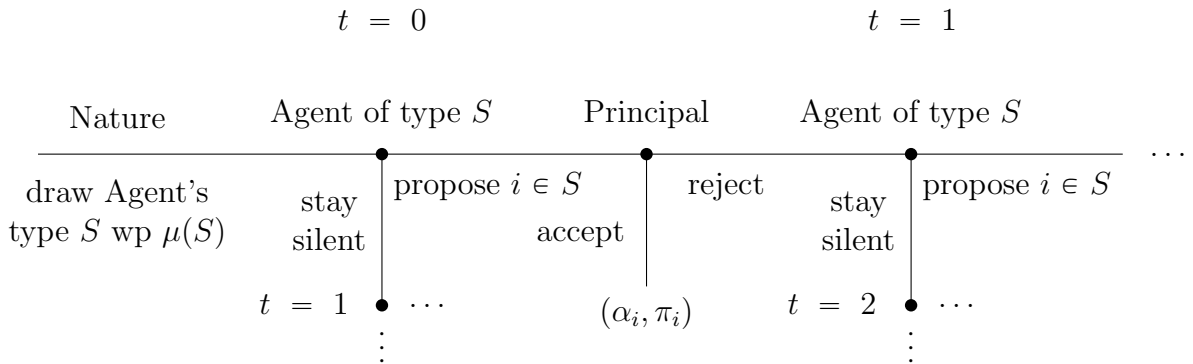 t = 0
t = 1
Nature
Agent of type S
Principal
Agent of type S
draw Agent's
type S wp μ(S)
propose i ∈ S
stay
silent
accept
reject
propose i ∈ S
stay
silent
⋯
t = 1
⋯
(α_i, π_i)
t = 2
⋯
⋮
⋮